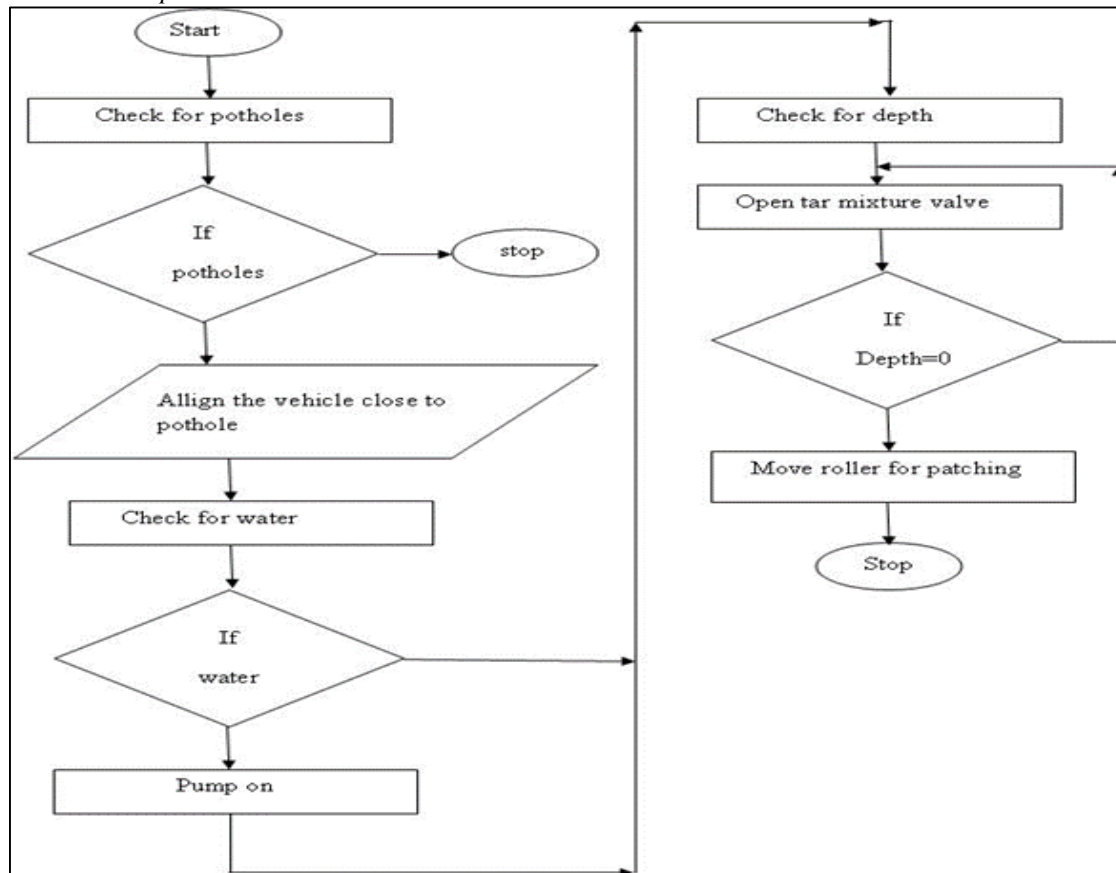 Start
Check for potholes
If
potholes
stop
Allign the vehicle close to
pothole
Check for water
If
water
Pump on
Check for depth
Open tar mixture valve
If
Depth=0
Move roller for patching
Stop